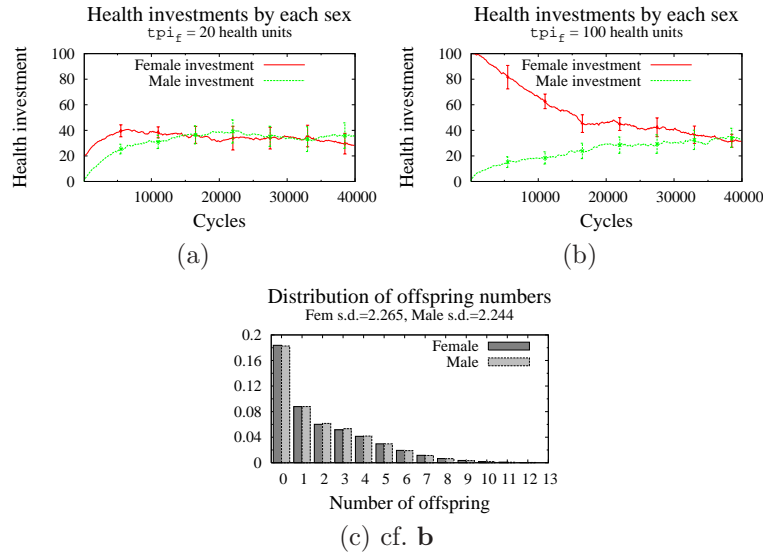 Health investments by each sex
tpi_f = 20 health units
Health investment
100
80
60
40
20
0
Female investment
Male investment
10000 20000 30000 40000
Cycles
(a)
Health investments by each sex
tpi_f = 100 health units
Health investment
100
80
60
40
20
0
Female investment
Male investment
10000 20000 30000 40000
Cycles
(b)
Distribution of offspring numbers
Fem s.d.=2.265, Male s.d.=2.244
0.2
0.16
0.12
0.08
0.04
0
Female
Male
0 1 2 3 4 5 6 7 8 9 10 11 12 13
Number of offspring
(c) cf. b